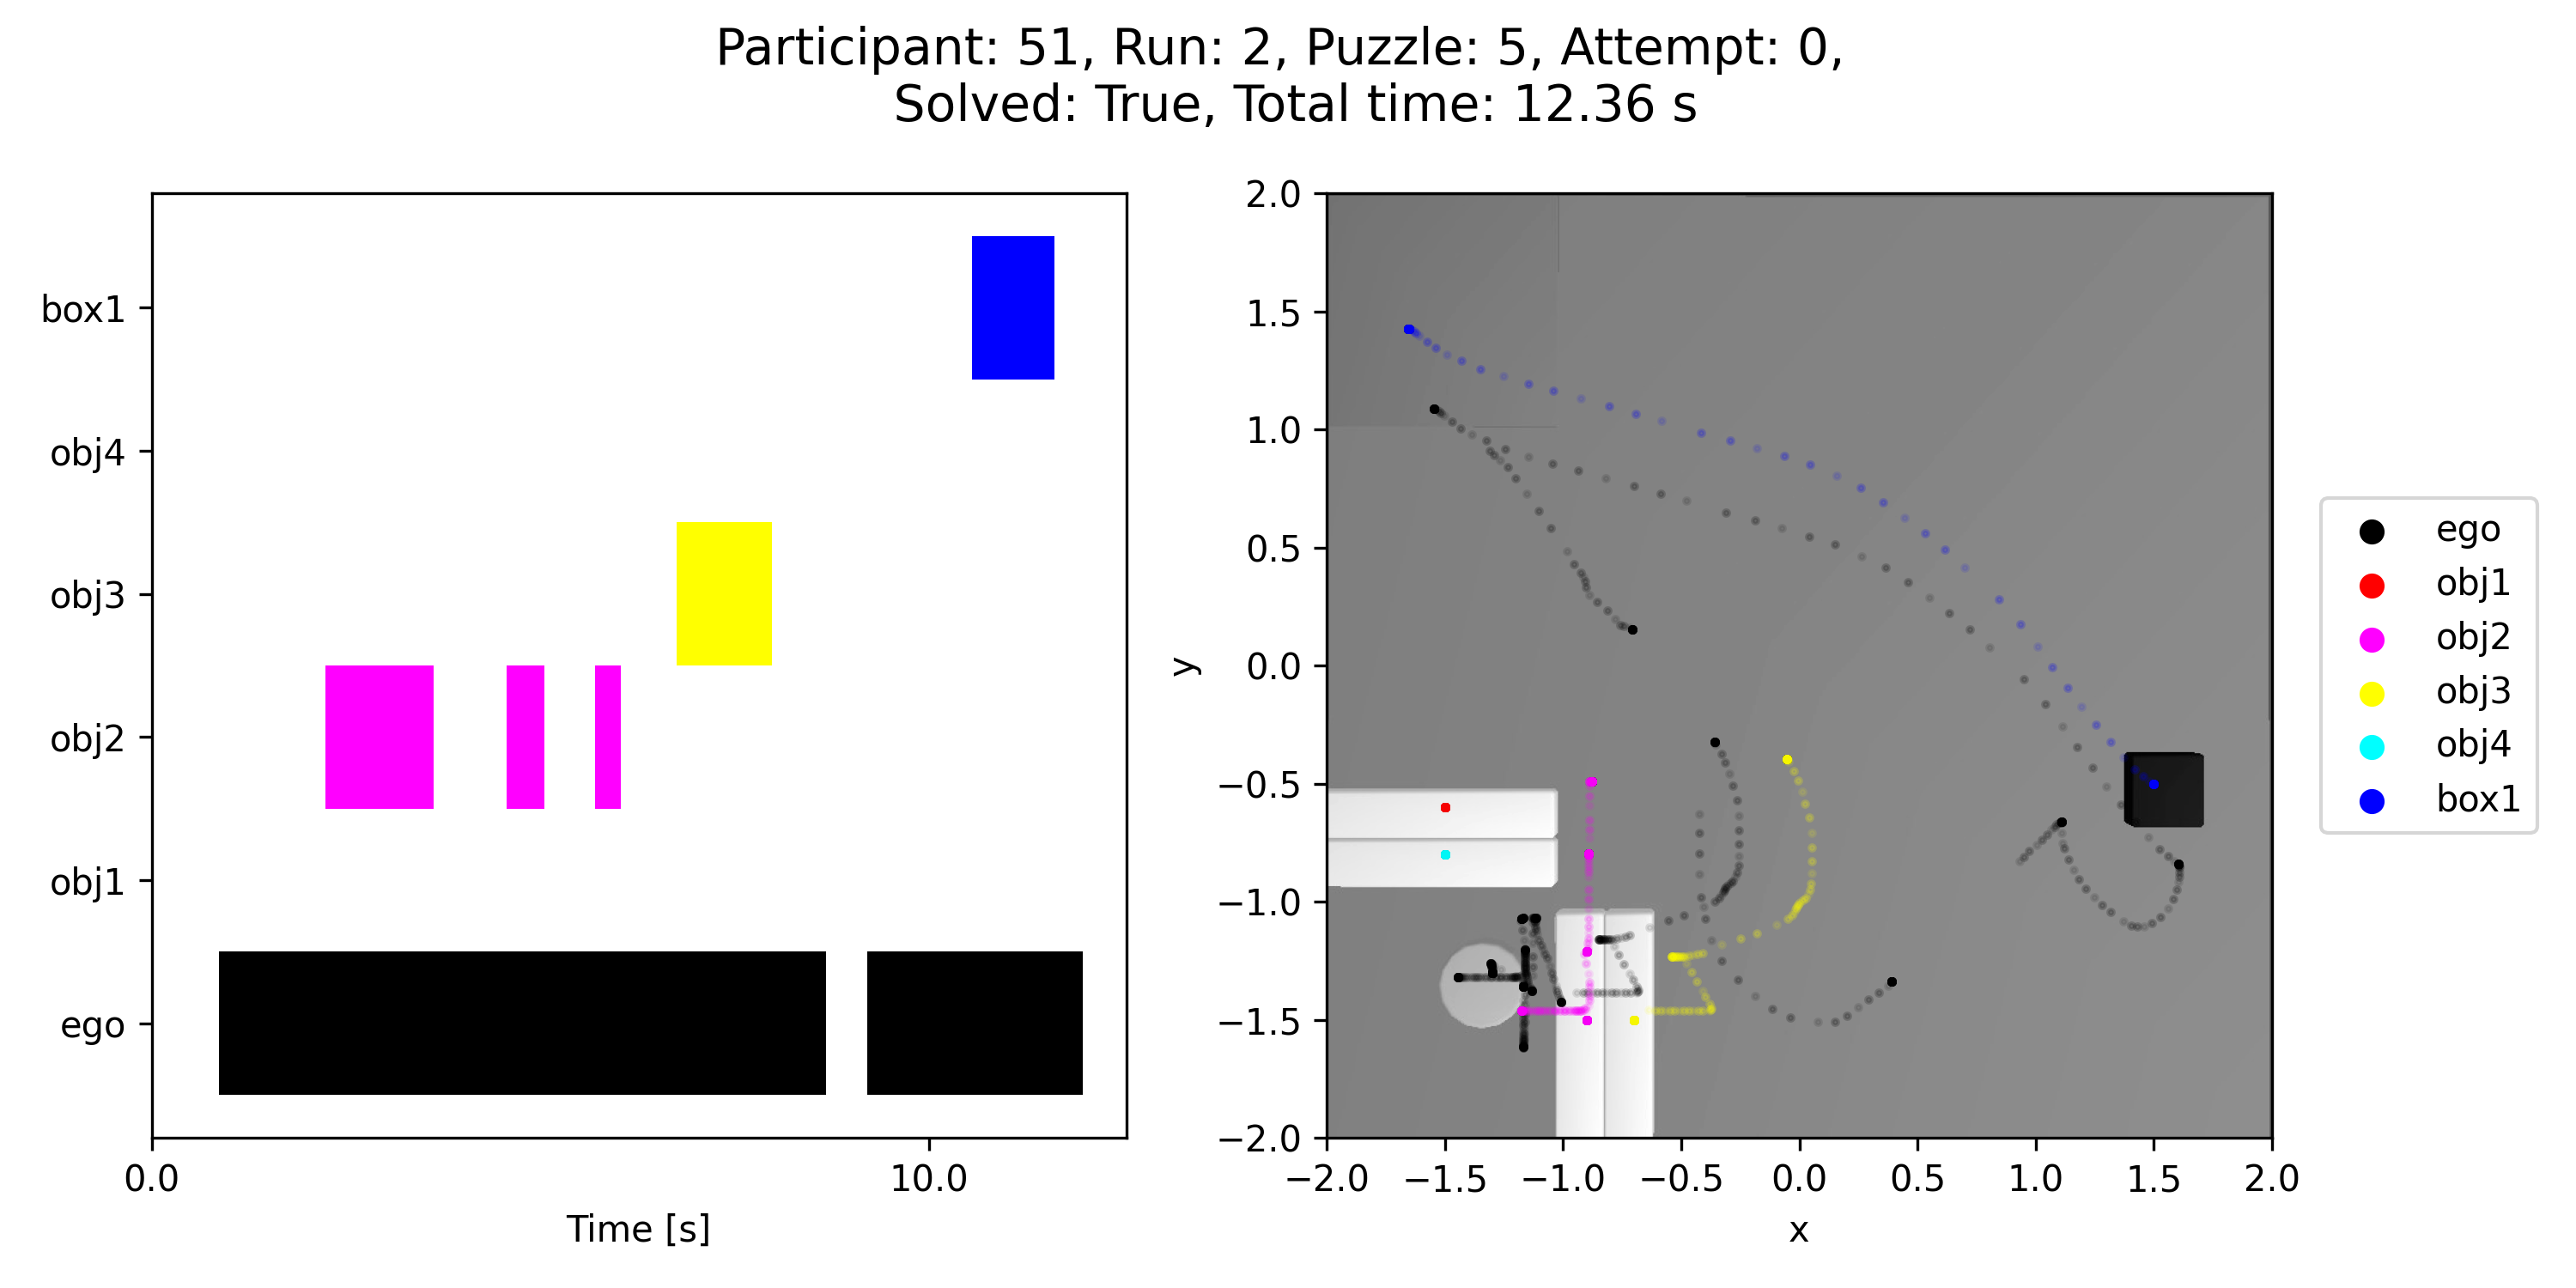 Participant: 51, Run: 2, Puzzle: 5, Attempt: 0,
Solved: True, Total time: 12.36 s
box1
obj4
obj3
obj2
obj1
ego
0.0
10.0
Time [s]
2.0
1.5
1.0
0.5
0.0
−0.5
−1.0
−1.5
−2.0
y
−2.0
−1.5
−1.0
−0.5
0.0
0.5
1.0
1.5
2.0
x
ego
obj1
obj2
obj3
obj4
box1